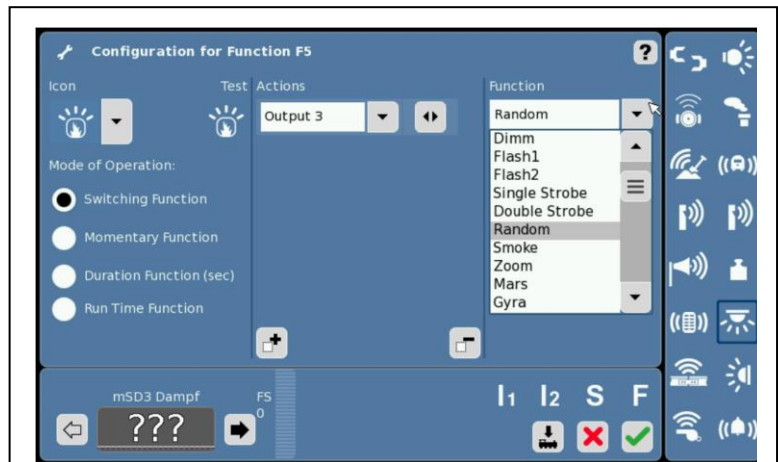 Configuration for Function F5
?
Icon
Test
Actions
Function
Output 3
Random
Dimm
Flash1
Flash2
Single Strobe
Double Strobe
Random
Smoke
Zoom
Mars
Gyra
Mode of Operation:
Switching Function
Momentary Function
Duration Function (sec)
Run Time Function
mSD3 Dampf
FS
0
???
I1 I2 S F